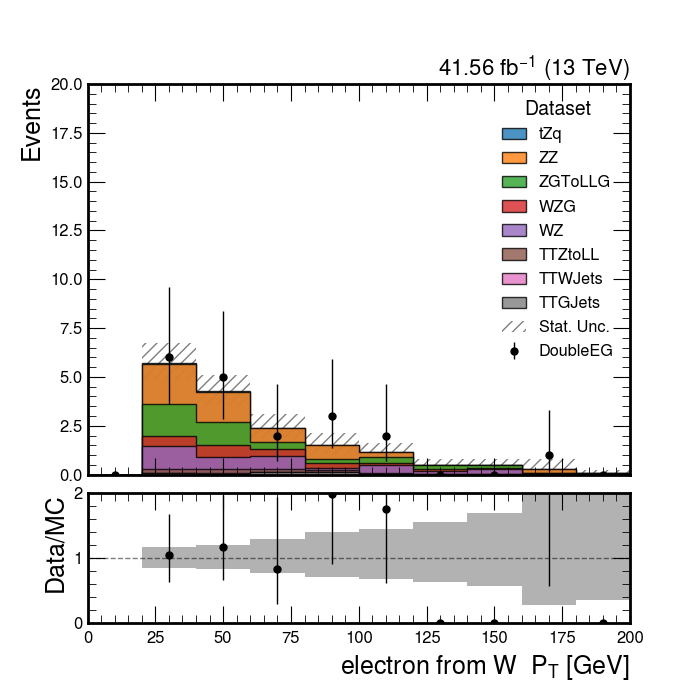 41.56 fb⁻¹ (13 TeV)
Events
20.0
17.5
15.0
12.5
10.0
7.5
5.0
2.5
0.0
Dataset
tZq
ZZ
ZGToLLG
WZG
WZ
TTZtoLL
TTWJets
TTGJets
Stat. Unc.
DoubleEG
Data/MC
2
1
0
0 25 50 75 100 125 150 175 200
electron from W P_T [GeV]